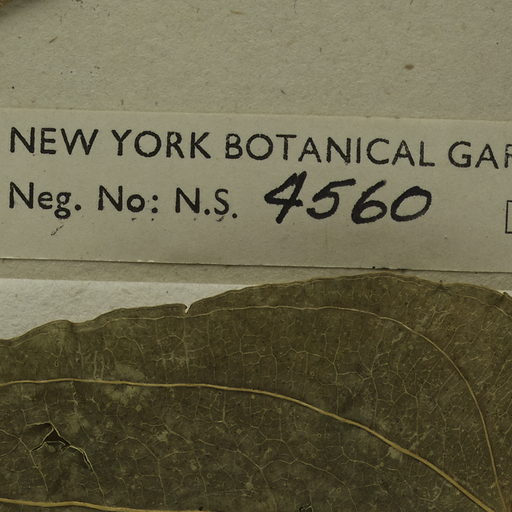 NEW YORK BOTANICAL GAR
Neg. No: N.S. 4560